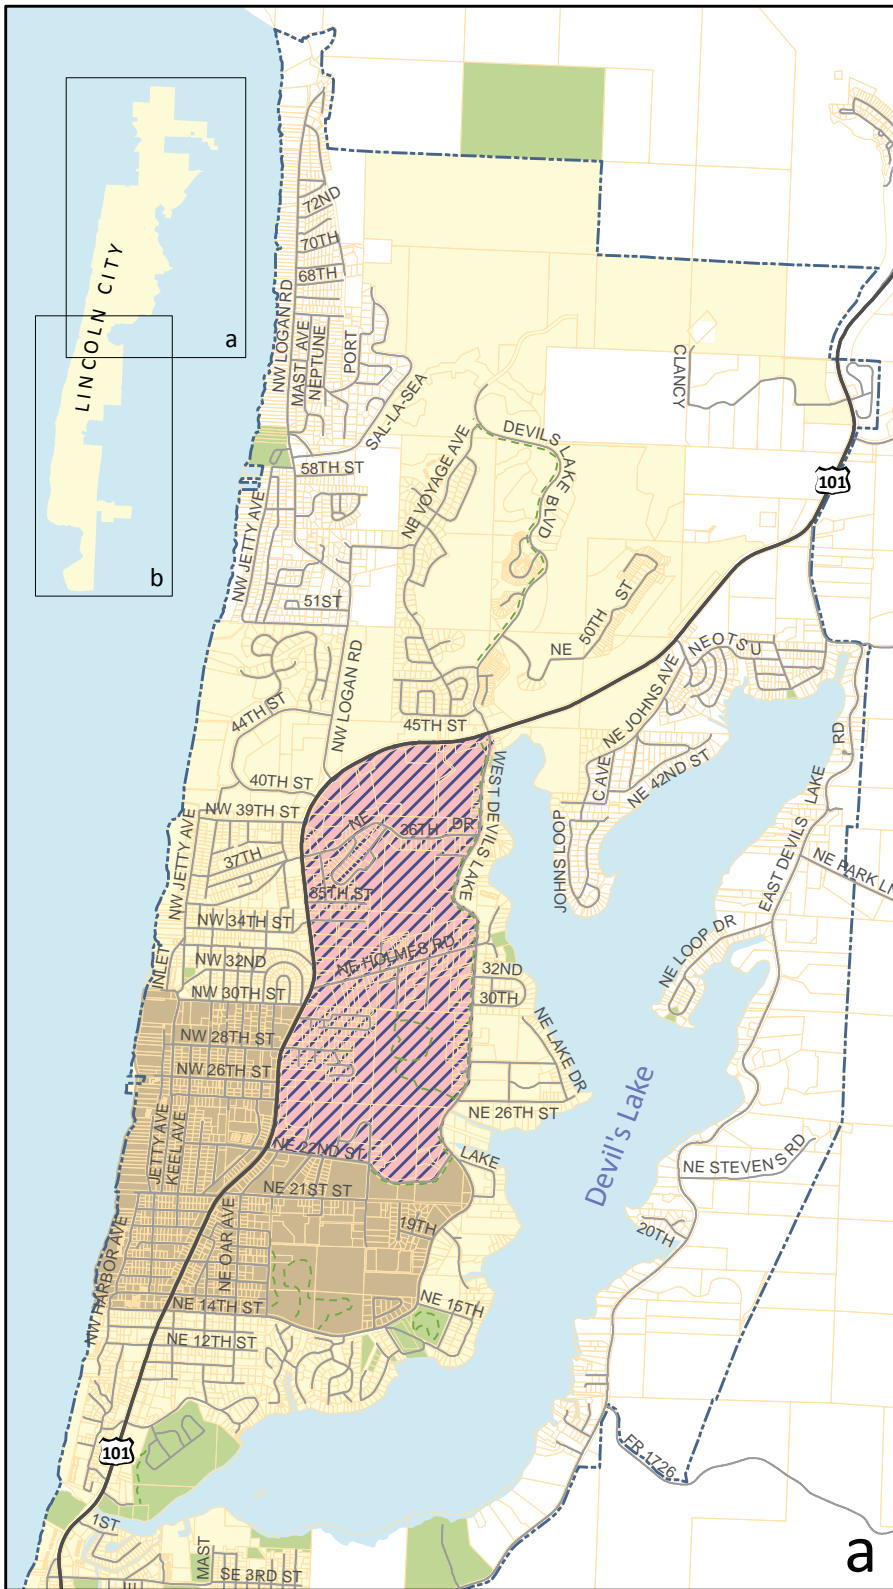 LINCOLN CITY
a
b
72ND
70TH
68TH
NW LOGAN RD
MAST AVE
NEPTUNE
PORT
SAL-LA-SEA
58TH ST
NW JETTY AVE
51ST
NE VOYAGE AVE
DEVILS LAKE BLVD
CLANCY
101
NE 50TH ST
NEOTSU
NE JOHNS AVE
44TH ST
NW LOGAN RD
45TH ST
C AVE
NE 42ND ST
40TH ST
NW 39TH ST
NE 36TH DR
WEST DEVILS LAKE
JOHNS LOOP
EAST DEVILS LAKE RD
NE PARK LN
37TH
NW JETTY AVE
35TH ST
NW 34TH ST
NE LOOP DR
INLET
NW 32ND
NE HOLMES RD
32ND
NW 30TH ST
30TH
NW 28TH ST
NE LAKE DR
NW 26TH ST
NE 26TH ST
Devil's Lake
JETTY AVE
KEEL AVE
NE 22ND ST
LAKE
NE STEVENS RD
NE 21ST ST
19TH
20TH
NW HARBOR AVE
NE OAR AVE
NE 15TH
NE 14TH ST
NE 12TH ST
101
FR 1726
1ST
MAST
SE 3RD ST
a